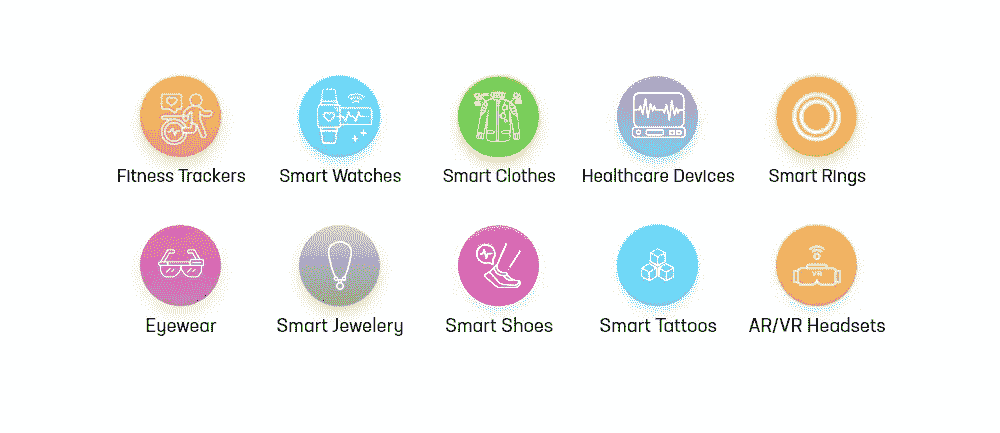 Fitness Trackers
Smart Watches
Smart Clothes
Healthcare Devices
Smart Rings
Eyewear
Smart Jewelery
Smart Shoes
Smart Tattoos
VR
AR/VR Headsets